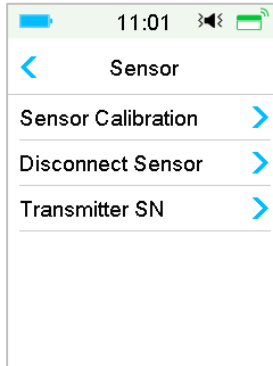 11:01
Sensor
Sensor Calibration
Disconnect Sensor
Transmitter SN